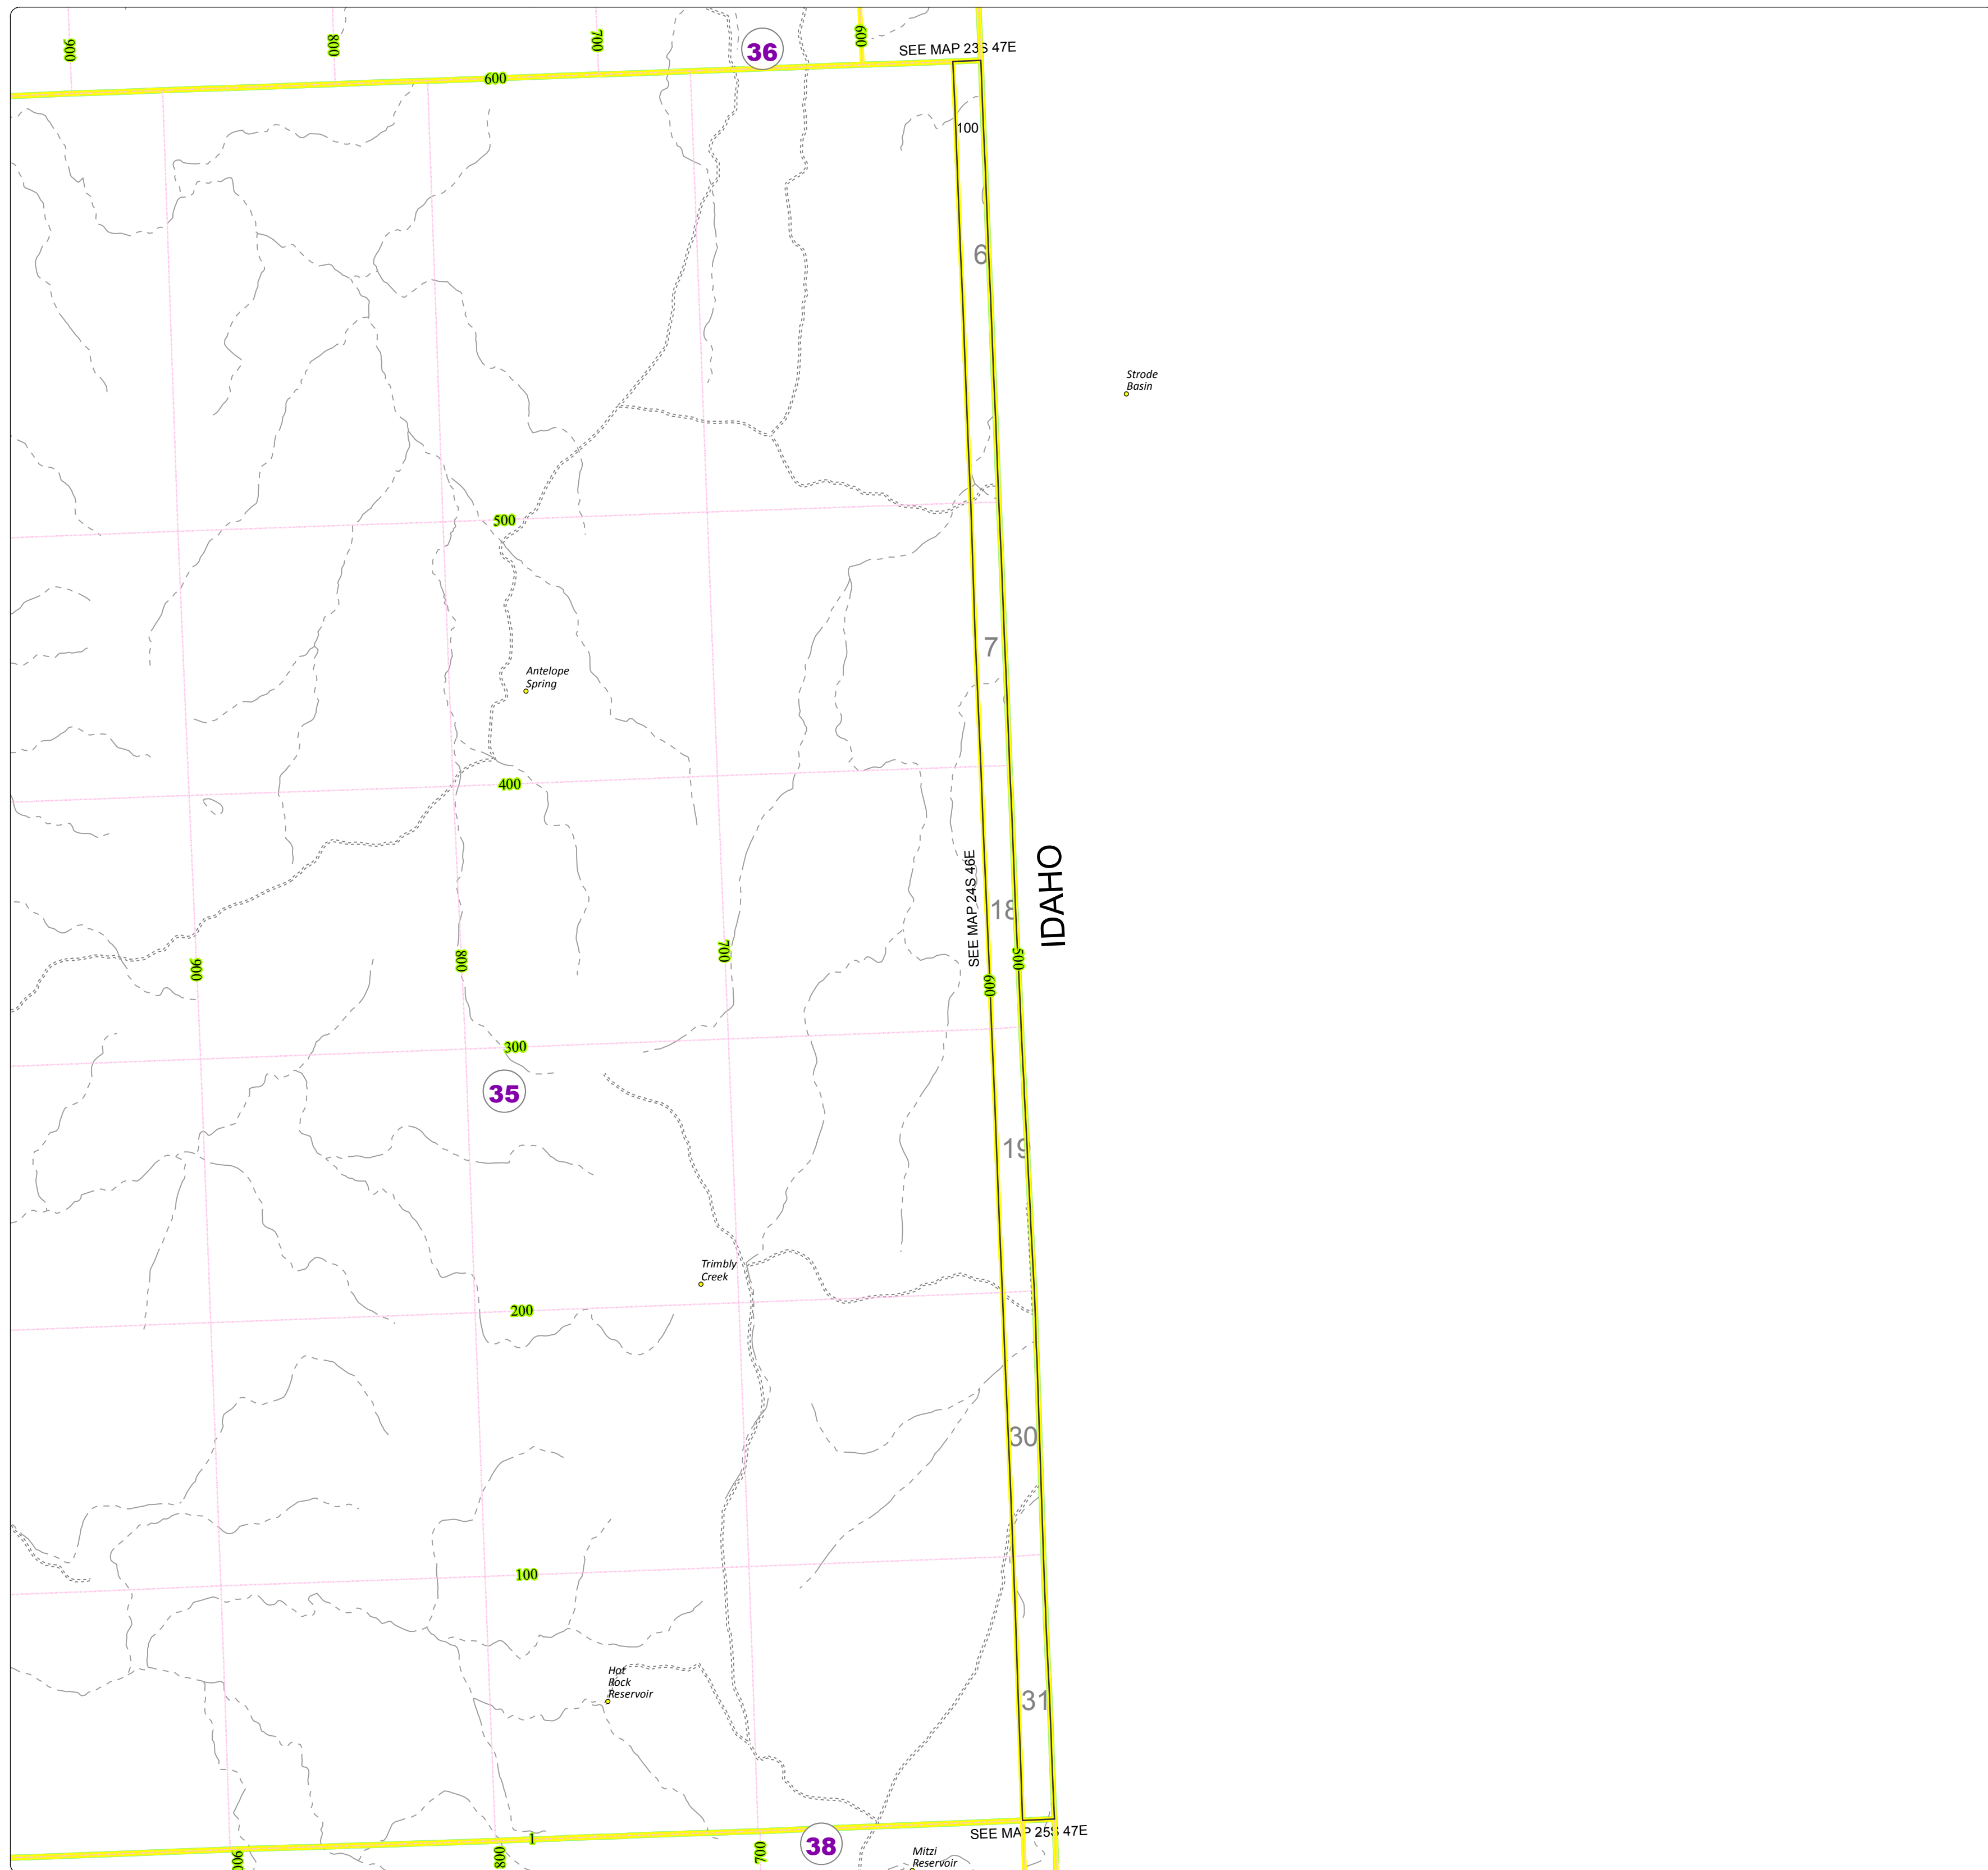 900
800
700
36
600
SEE MAP 23S 47E
600
100
6
Strode
Basin
500
7
Antelope
Spring
400
SEE MAP 24S 46E
18
IDAHO
900
800
700
600
500
300
35
19
Trimbly
Creek
200
30
100
Hot
Rock
Reservoir
31
1
SEE MAP 25S 47E
38
900
800
700
Mitzi
Reservoir